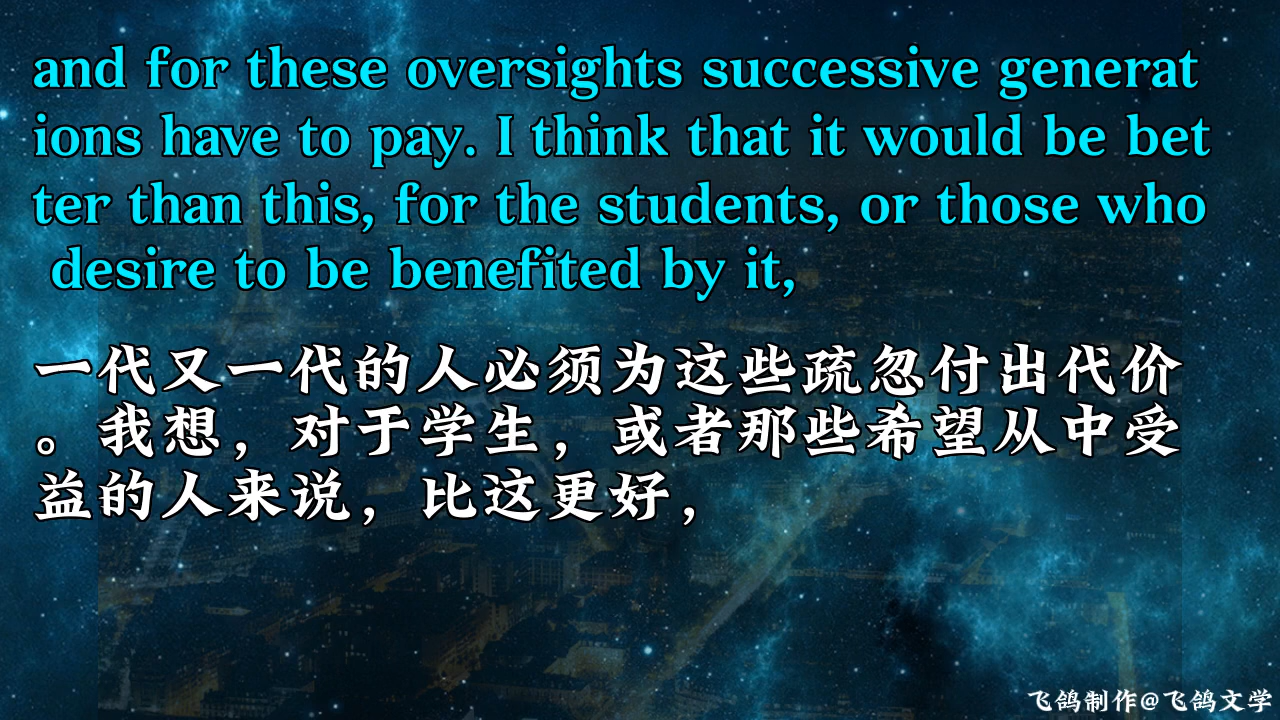 and for these oversights successive generat
ions have to pay. I think that it would be bet
ter than this, for the students, or those who
desire to be benefited by it,
一代又一代的人必须为这些疏忽付出代价
。我想，对于学生，或者那些希望从中受
益的人来说，比这更好，
飞鸽制作@飞鸽文学